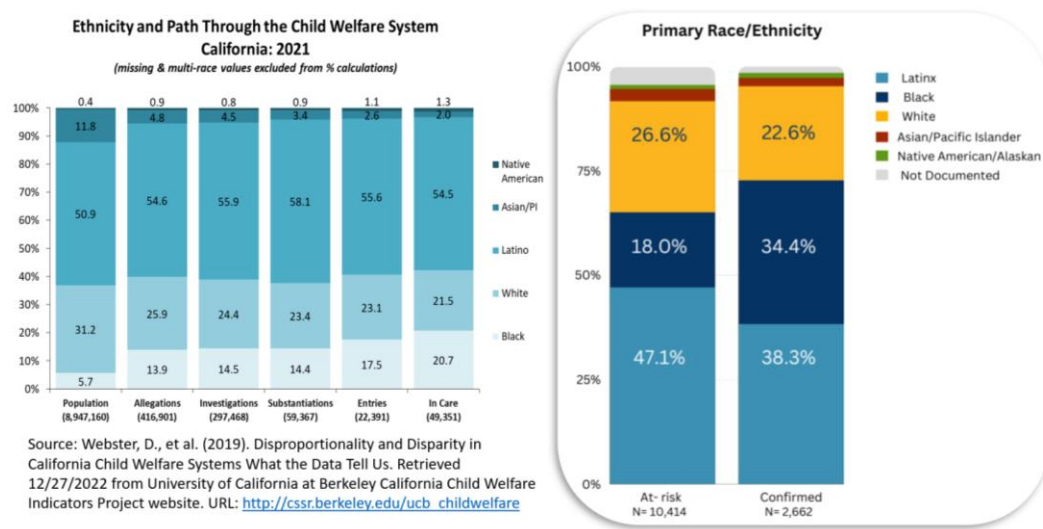 Ethnicity and Path Through the Child Welfare System
California: 2021
(missing & multi-race values excluded from % calculations)
0.4 0.9 0.8 0.9 1.1 1.3
100%
90%
80%
70%
60%
50%
40%
30%
20%
10%
0%
11.8 4.8 4.5 3.4 2.6 2.0
50.9 54.6 55.9 58.1 55.6 54.5
31.2 25.9 24.4 23.4 23.1 21.5
5.7 13.9 14.5 14.4 17.5 20.7
Native
American
Asian/PI
Latino
White
Black
Population Allegations Investigations Substantiations Entries In Care
(8,947,160) (416,901) (297,468) (59,367) (22,391) (49,351)
Source: Webster, D., et al. (2019). Disproportionality and Disparity in
California Child Welfare Systems What the Data Tell Us. Retrieved
12/27/2022 from University of California at Berkeley California Child Welfare
Indicators Project website. URL: http://cssr.berkeley.edu/ucb_childwelfare
Primary Race/Ethnicity
100%
75%
50%
25%
0%
26.6% 22.6%
18.0% 34.4%
47.1% 38.3%
At- risk Confirmed
N= 10,414 N= 2,662
Latinx
Black
White
Asian/Pacific Islander
Native American/Alaskan
Not Documented